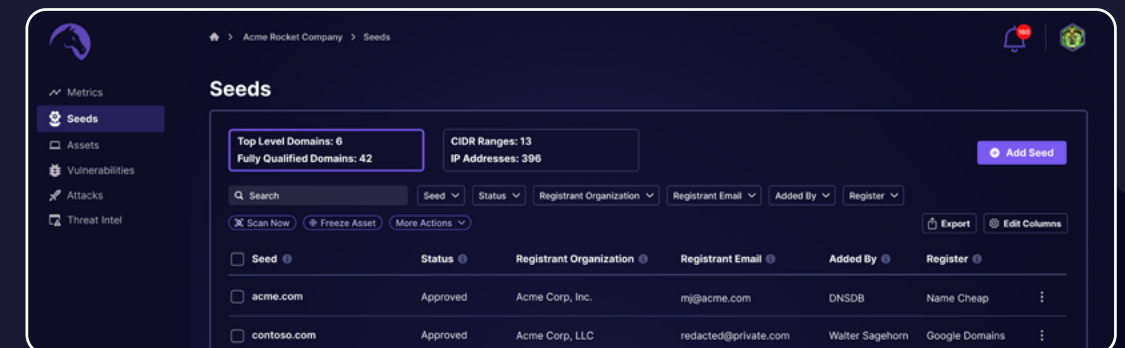 Acme Rocket Company > Seeds
160
Metrics
Seeds
Assets
Vulnerabilities
Attacks
Threat Intel
Seeds
Top Level Domains: 6
Fully Qualified Domains: 42
CIDR Ranges: 13
IP Addresses: 396
Add Seed
Search
Seed
Status
Registrant Organization
Registrant Email
Added By
Register
Scan Now
Freeze Asset
More Actions
Export
Edit Columns
Seed Status Registrant Organization Registrant Email Added By Register
acme.com Approved Acme Corp, Inc. mj@acme.com DNSDB Name Cheap
contoso.com Approved Acme Corp, LLC redacted@private.com Walter Sagehorn Google Domains